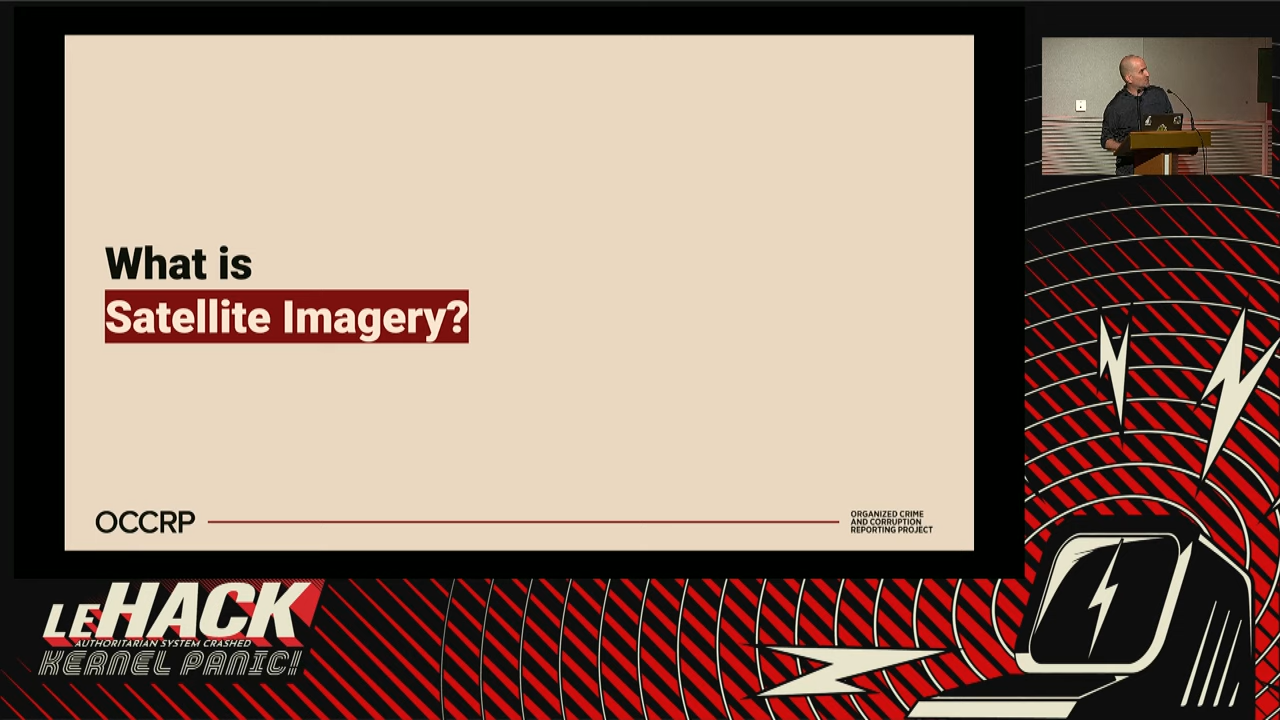 What is
Satellite Imagery?
OCCRP
ORGANIZED CRIME
AND CORRUPTION
REPORTING PROJECT
LEHACK
AUTHORITARIAN SYSTEM CRASHED
KERNEL PANIC!